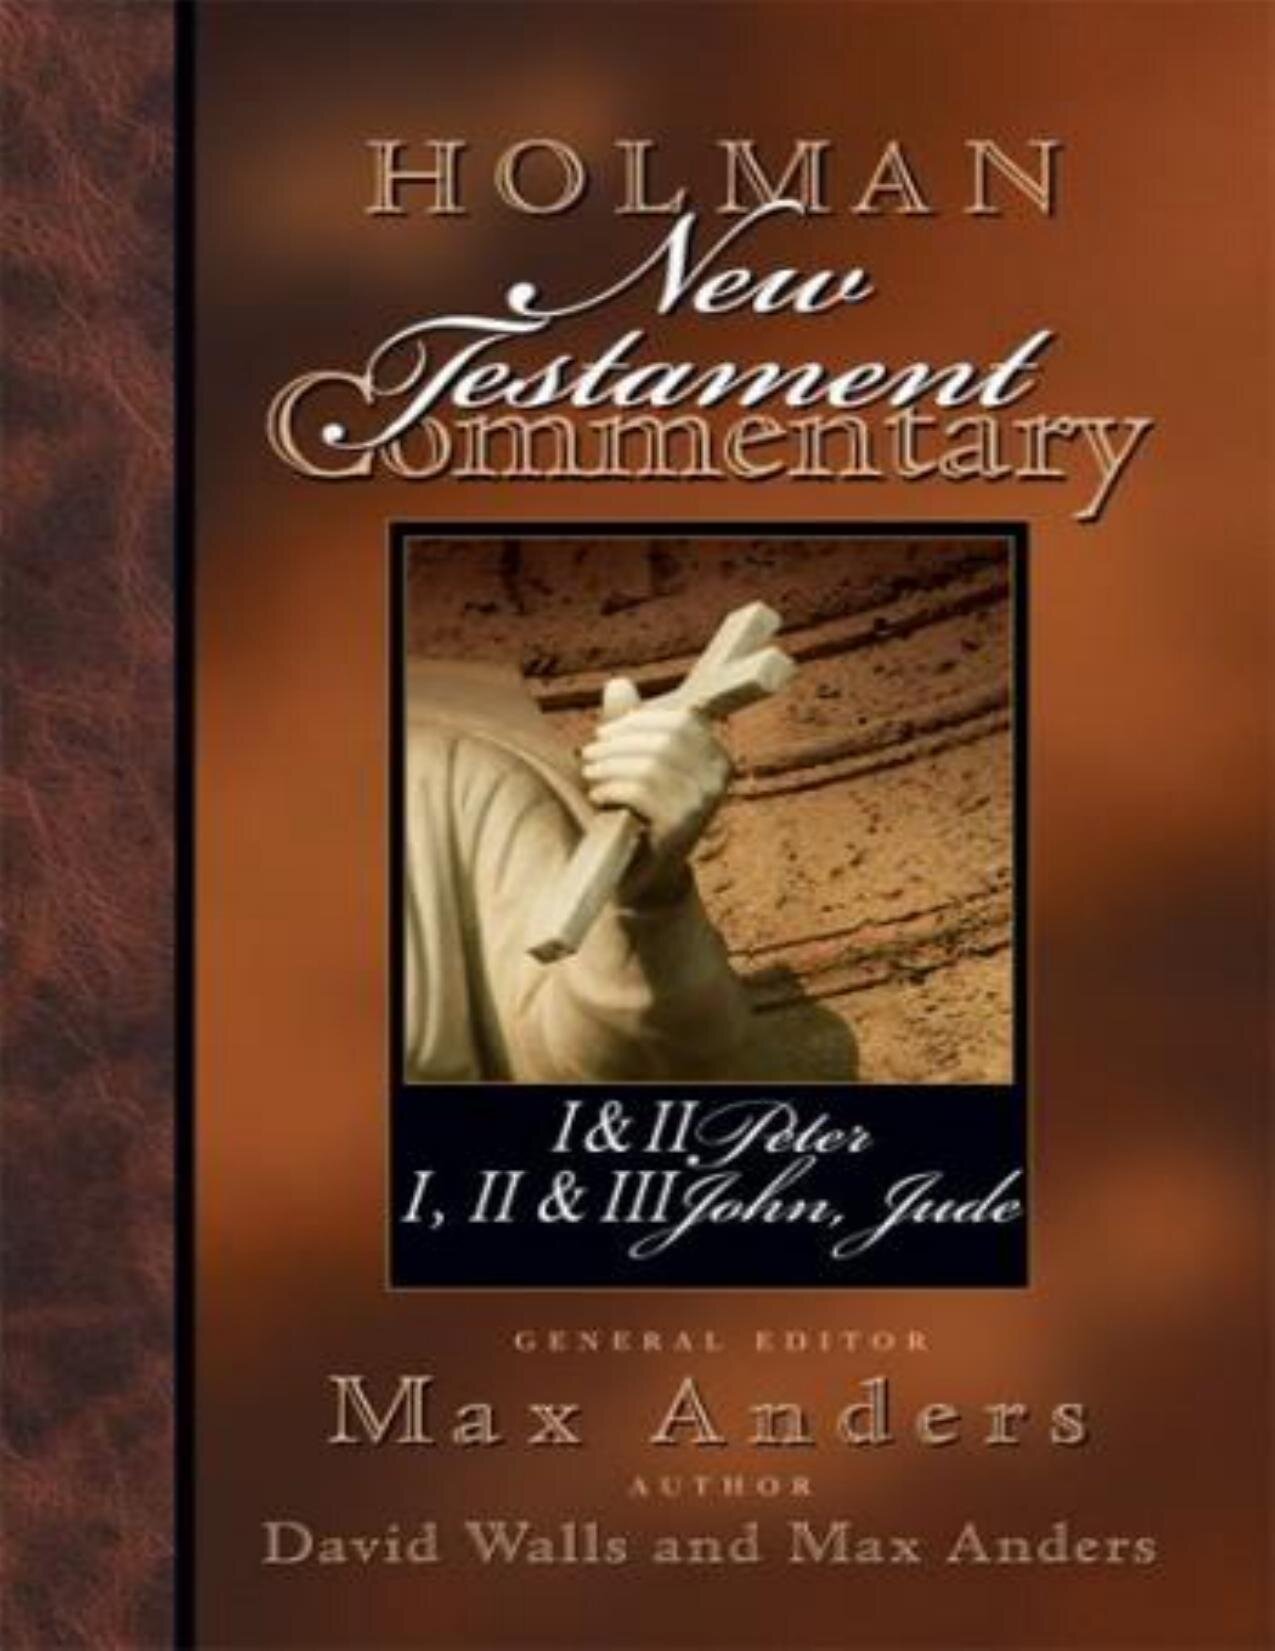 HOLMAN
New
Testament
Commentary
I & II Peter
I, II & III John, Jude
GENERAL EDITOR
Max Anders
AUTHOR
David Walls and Max Anders